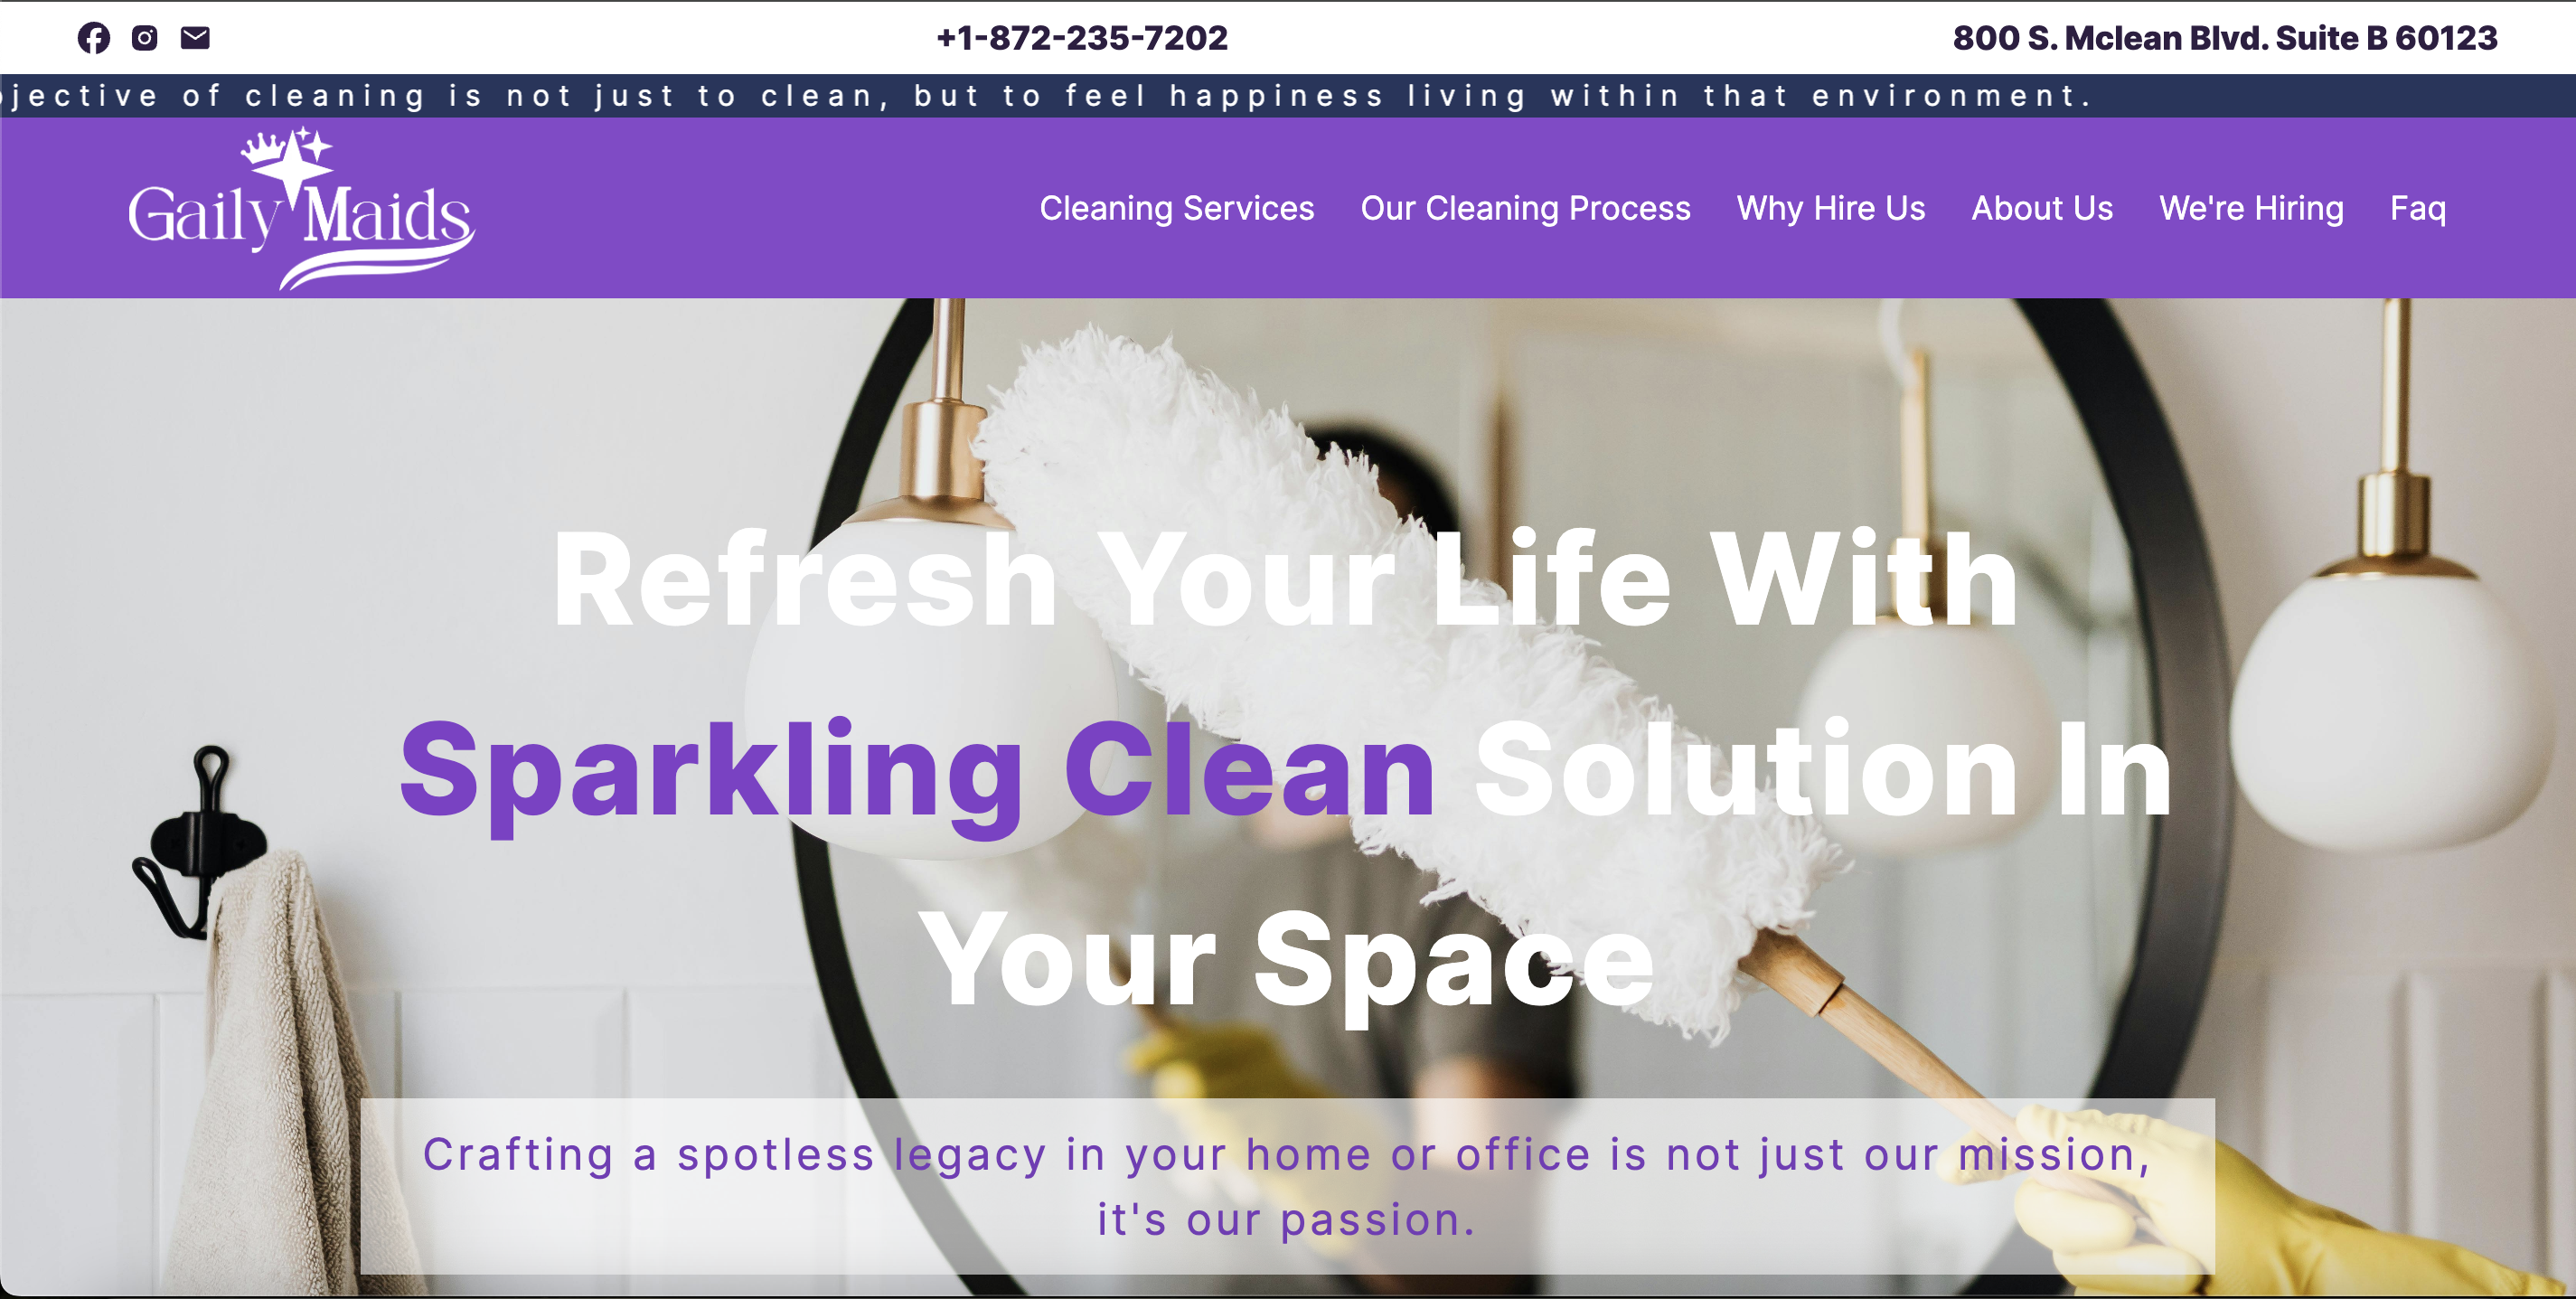 +1-872-235-7202
800 S. Mclean Blvd. Suite B 60123
jective of cleaning is not just to clean, but to feel happiness living within that environment.
Gaily Maids
Cleaning Services Our Cleaning Process Why Hire Us About Us We're Hiring Faq
Refresh Your Life With
Sparkling Clean Solution In
Your Space
Crafting a spotless legacy in your home or office is not just our mission,
it's our passion.